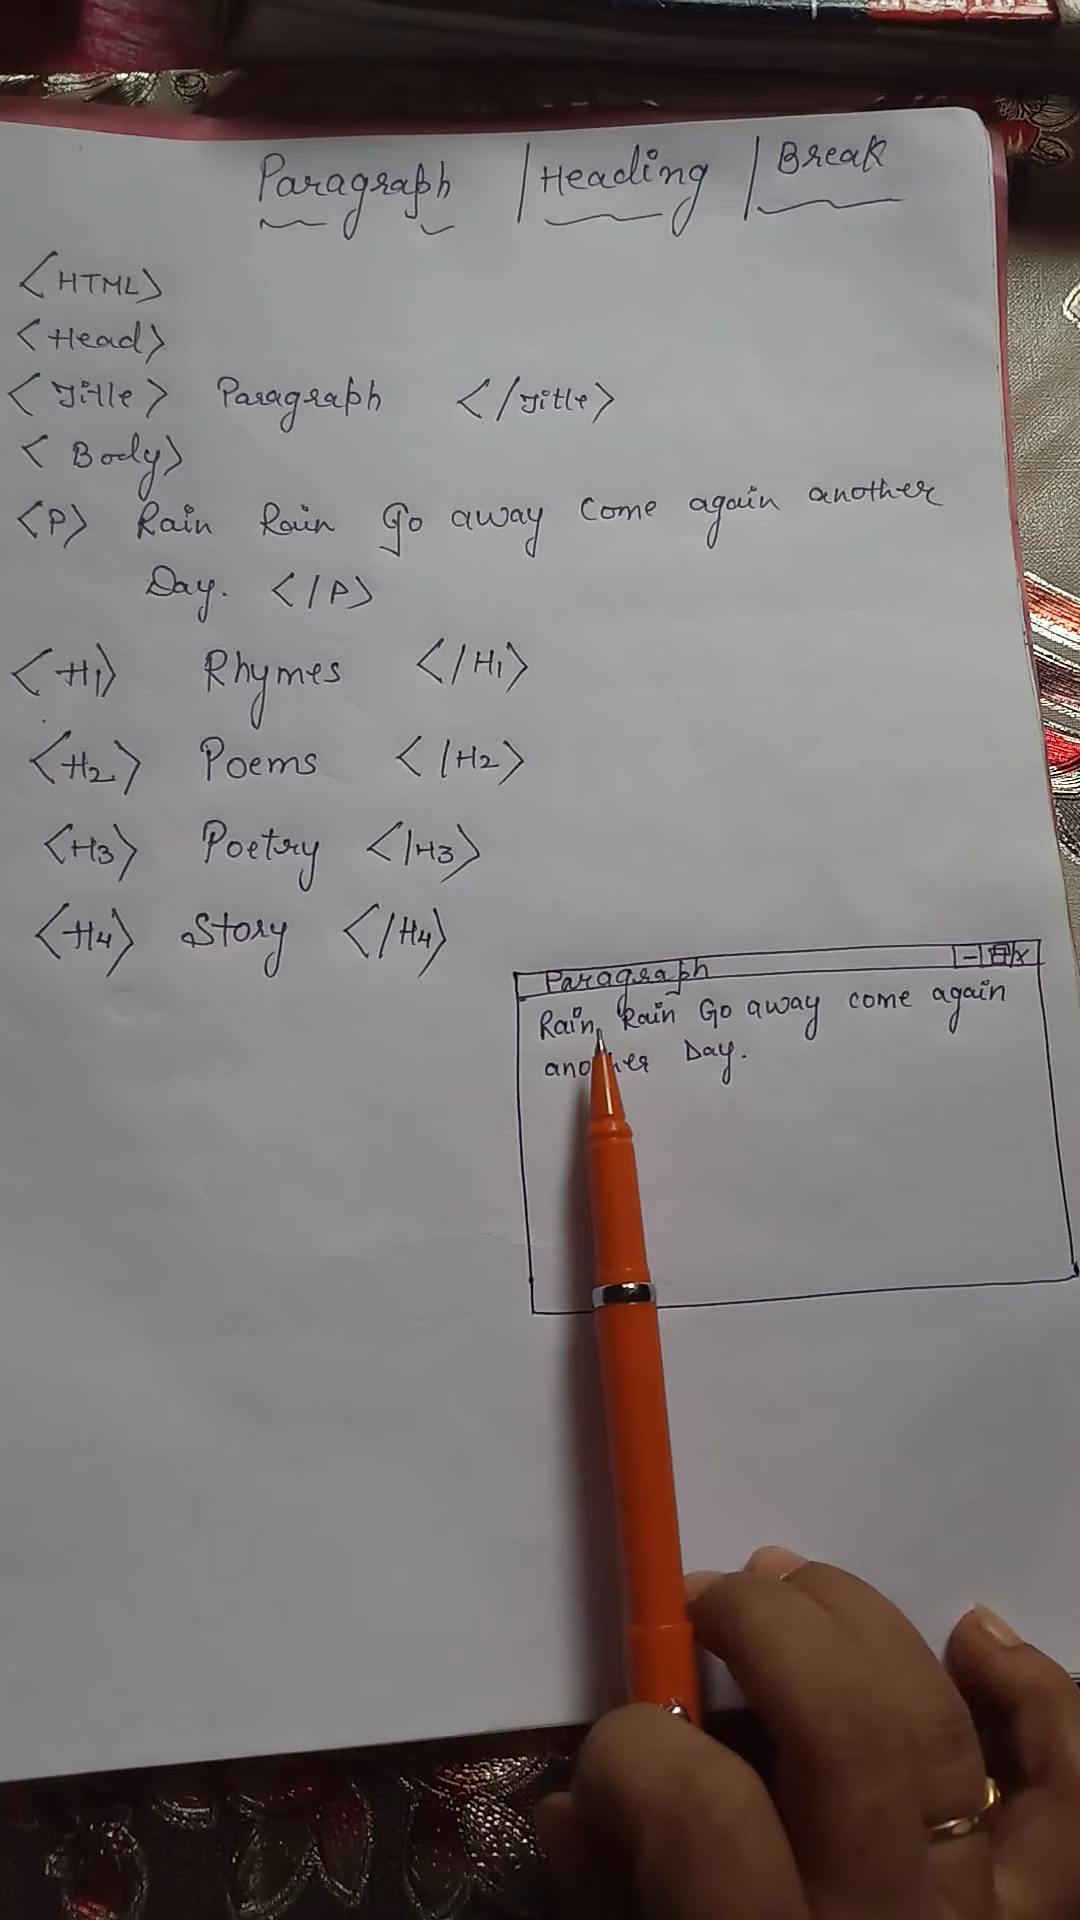 Paragraph | Heading | Break
<HTML>
<Head>
<Title> Paragraph </Title>
<Body>
<P> Rain Rain Go away Come again another
Day. </P>
<H1> Rhymes </H1>
<H2> Poems </H2>
<H3> Poetry </H3>
<H4> Story </H4>
Paragraph
Rain Rain Go away come again
another Day.